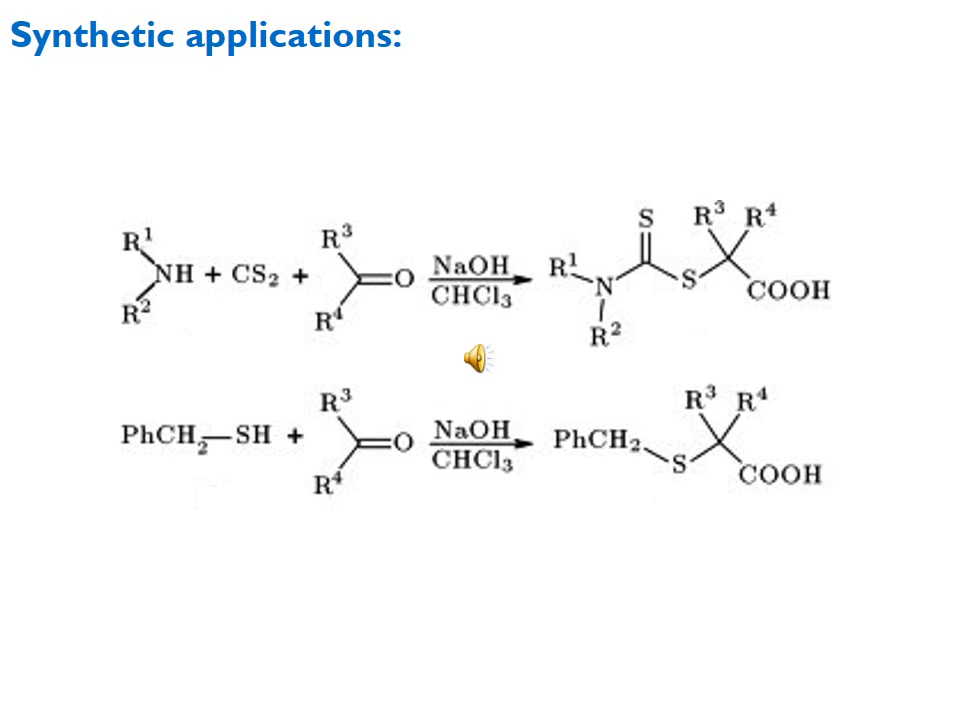 Synthetic applications:
R¹ R² NH + CS₂ + R³ R⁴ O NaOH CHCl₃ R¹ N R² S S R³ R⁴ COOH
PhCH₂—SH + R³ R⁴ O NaOH CHCl₃ PhCH₂ S R³ R⁴ COOH